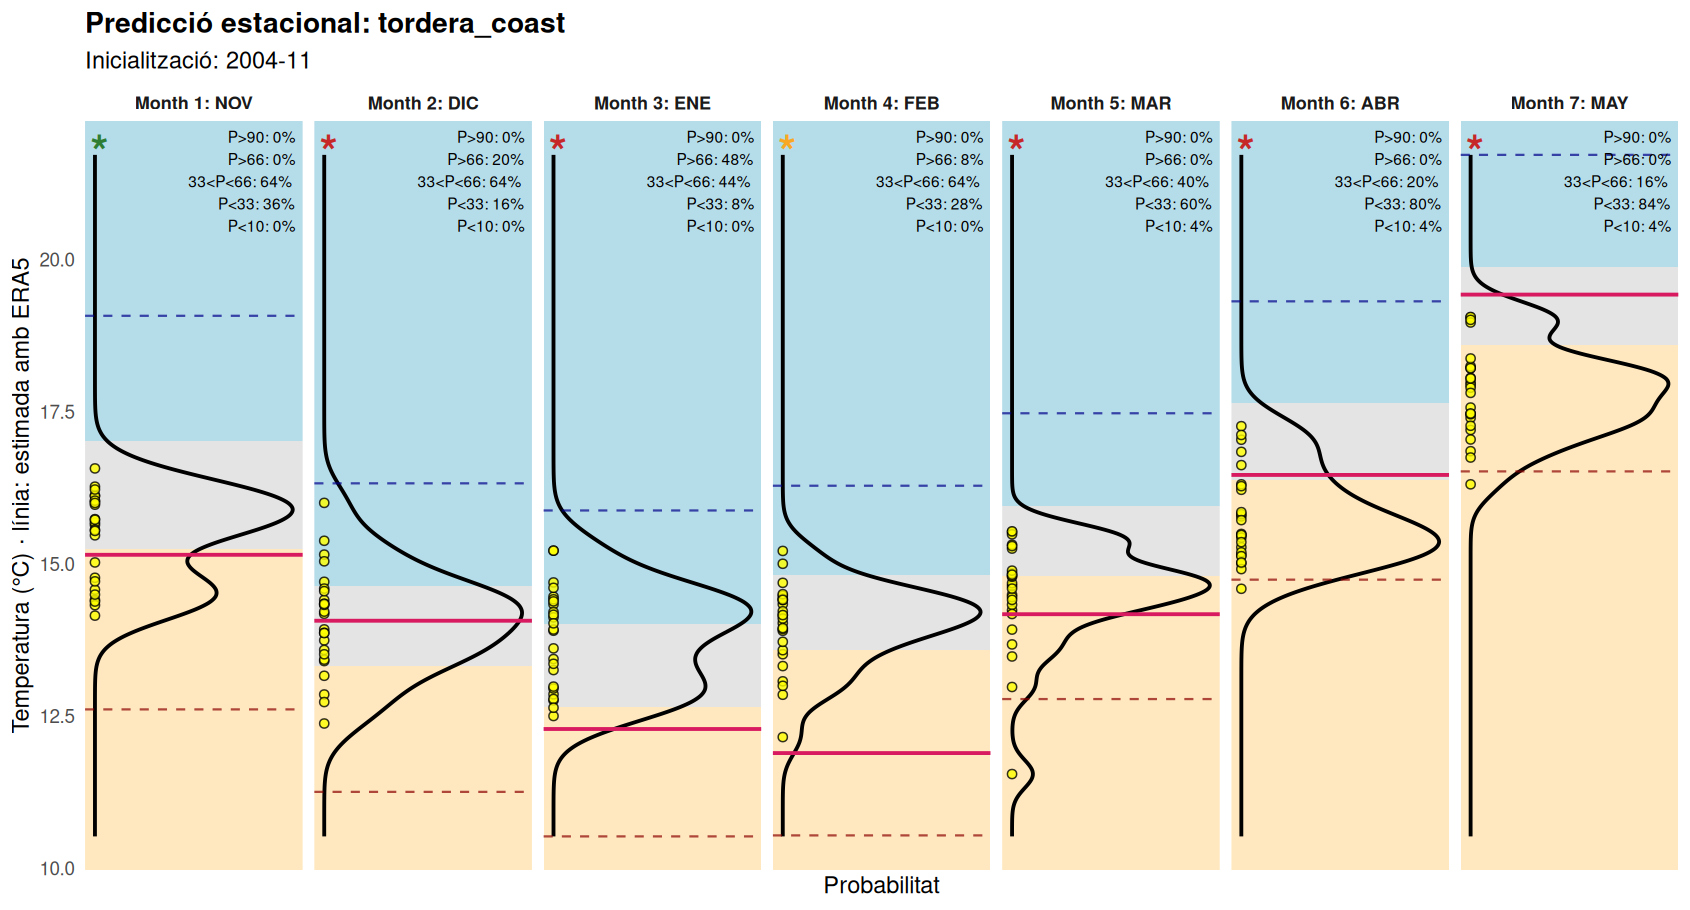 Predicció estacional: tordera_coast
Inicialització: 2004-11
Month 1: NOV
Month 2: DIC
Month 3: ENE
Month 4: FEB
Month 5: MAR
Month 6: ABR
Month 7: MAY
*
P>90: 0%
P>66: 0%
33<P<66: 64%
P<33: 36%
P<10: 0%
*
P>90: 0%
P>66: 20%
33<P<66: 64%
P<33: 16%
P<10: 0%
*
P>90: 0%
P>66: 48%
33<P<66: 44%
P<33: 8%
P<10: 0%
*
P>90: 0%
P>66: 8%
33<P<66: 64%
P<33: 28%
P<10: 0%
*
P>90: 0%
P>66: 0%
33<P<66: 40%
P<33: 60%
P<10: 4%
*
P>90: 0%
P>66: 0%
33<P<66: 20%
P<33: 80%
P<10: 4%
*
P>90: 0%
P>66: 0%
33<P<66: 16%
P<33: 84%
P<10: 4%
Temperatura (°C) · línia: estimada amb ERA5
20.0
17.5
15.0
12.5
10.0
Probabilitat